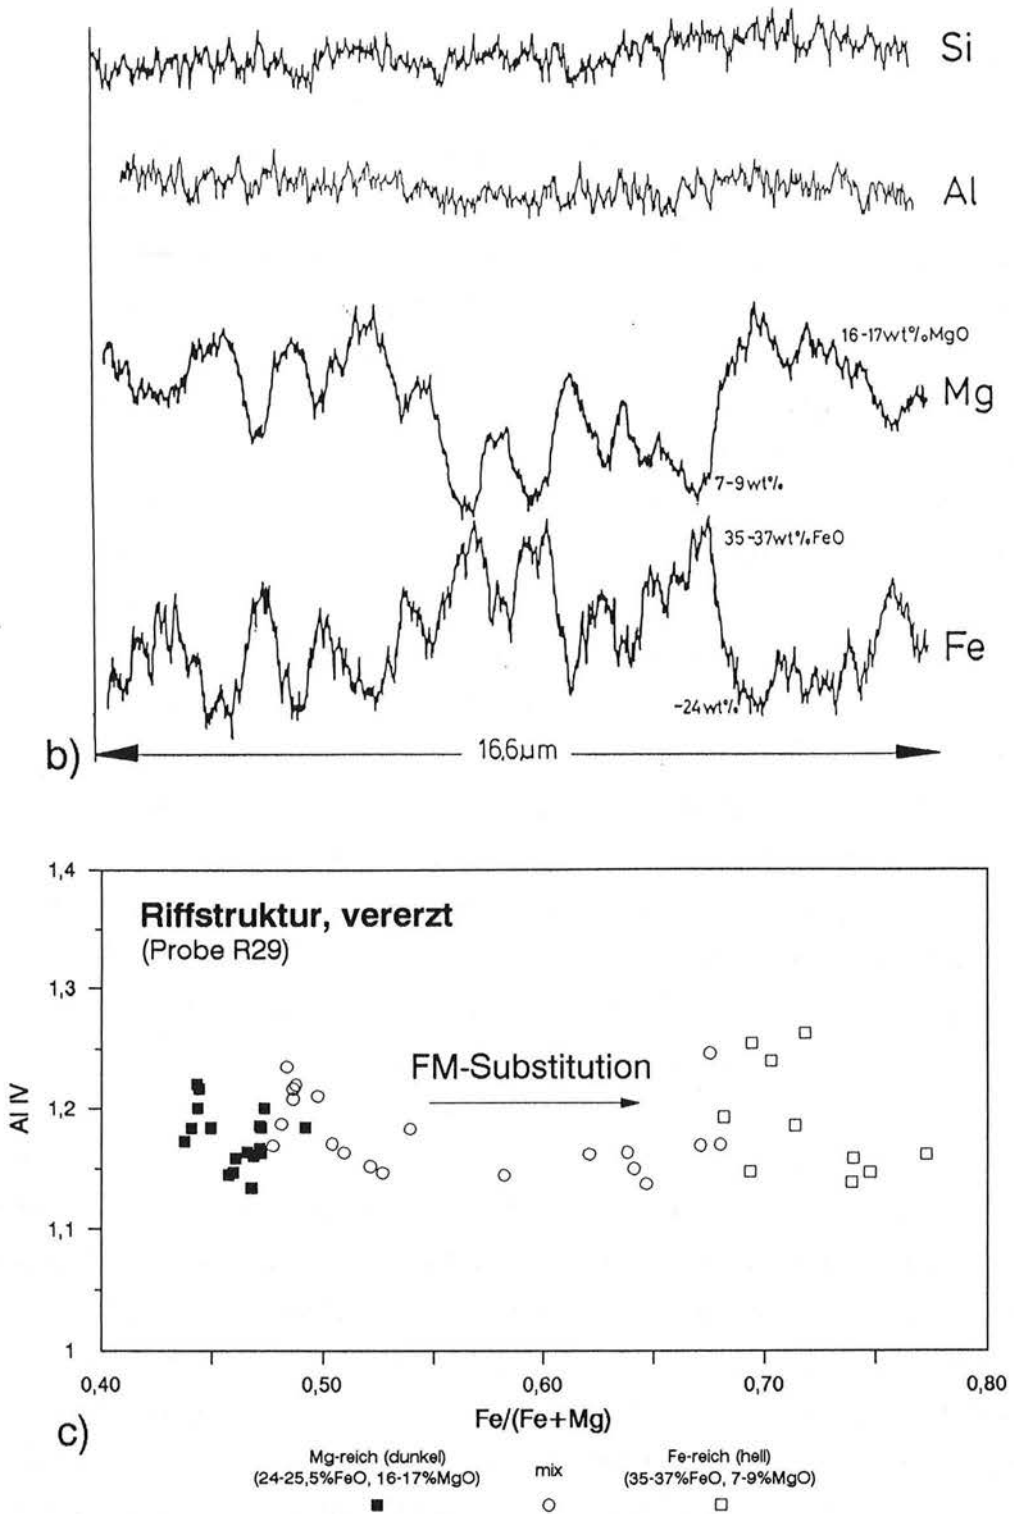 Si
Al
16-17wt%MgO
Mg
7-9wt%
35-37wt%FeO
Fe
~24wt%
b)
16,6µm
1,4
Riffstruktur, vererzt
(Probe R29)
1,3
FM-Substitution
1,2
Al IV
1,1
1
0,40
0,50
0,60
0,70
0,80
Fe/(Fe+Mg)
c)
Mg-reich (dunkel)
(24-25,5%FeO, 16-17%MgO)
mix
Fe-reich (hell)
(35-37%FeO, 7-9%MgO)